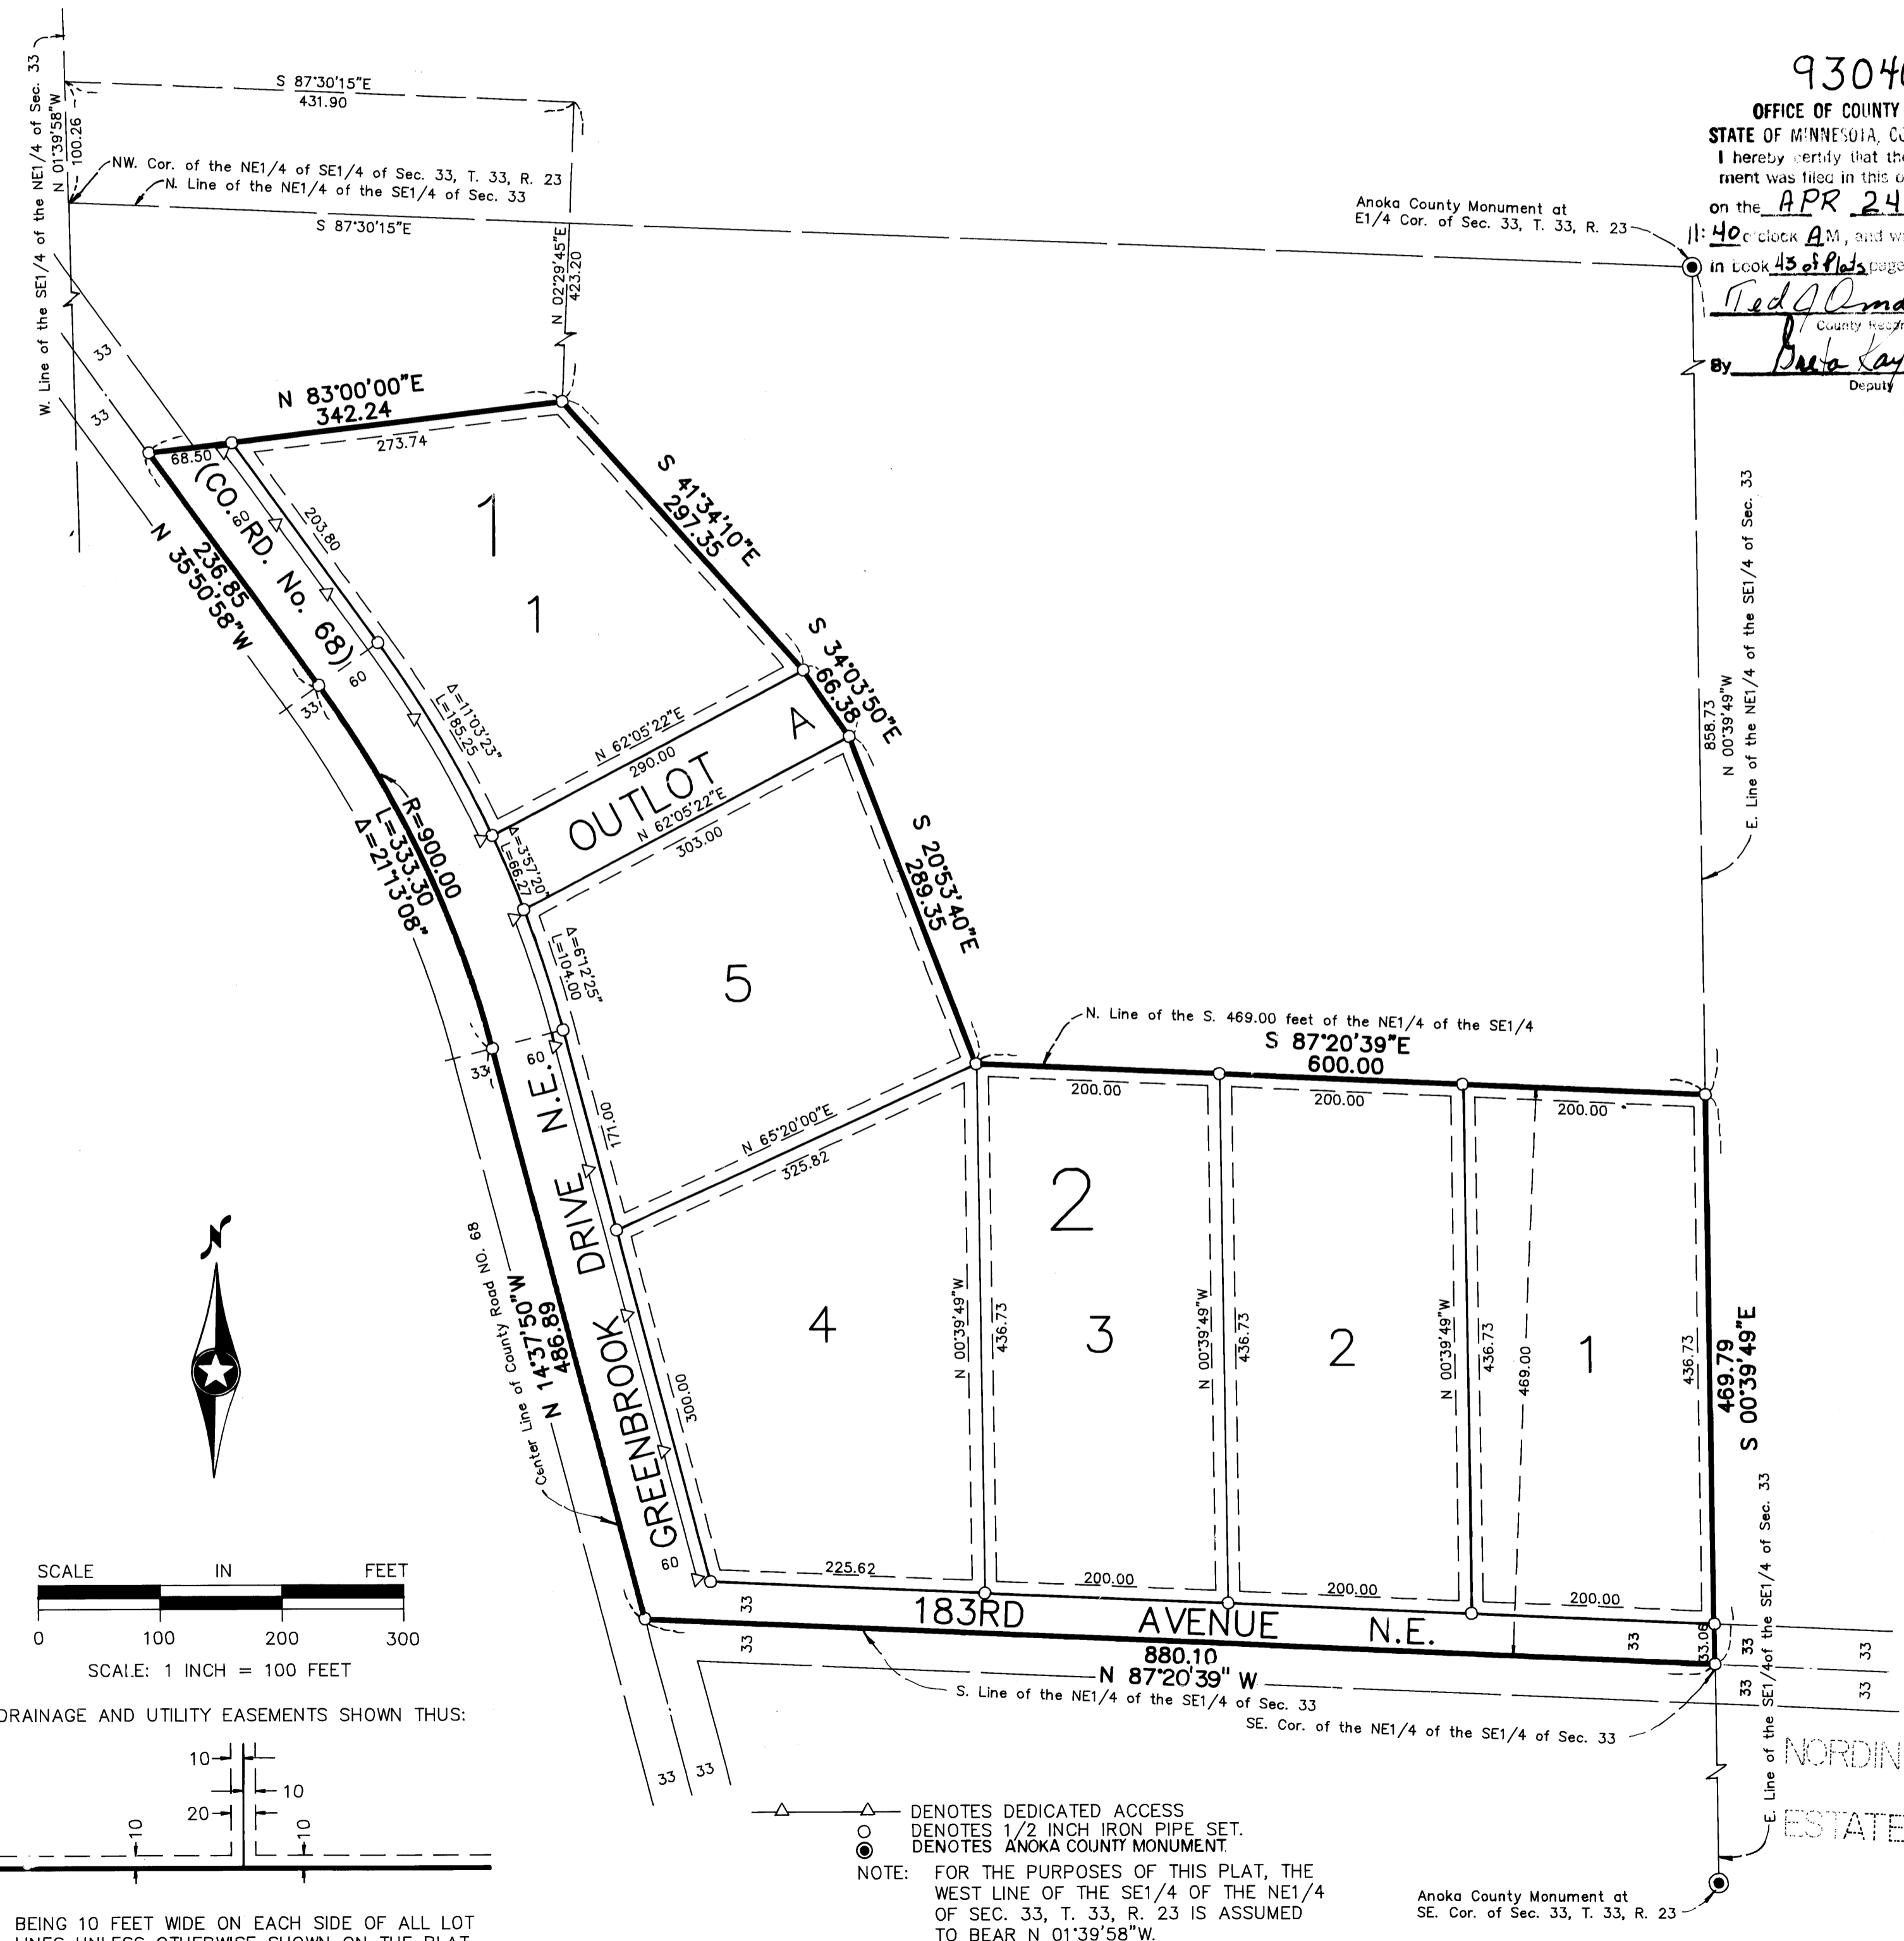 9304
OFFICE OF COUNTY
STATE OF MINNESOTA,
I hereby certify that
ment was filed in this
on the APR 24
11:40 o'clock AM, and
in book 43 of Plats page
Ted J
County
By Greta Kay
Deputy
W. Line of the SE1/4 of the NE1/4 of Sec. 33
N 01°39'58"W
100.26
S 87°30'15"E
431.90
NW. Cor. of the NE1/4 of SE1/4 of Sec. 33, T. 33, R. 23
N. Line of the NE1/4 of the SE1/4 of Sec. 33
S 87°30'15"E
N 02°29'45"E
423.20
Anoka County Monument at
E1/4 Cor. of Sec. 33, T. 33, R. 23
33
33
N 83°00'00"E
342.24
68.50
273.74
(CO. RD. No. 68)
60
203.80
1
1
S 41°34'10"E
297.35
236.85
N 35°50'58"W
S 34°03'50"E
66.38
60
33
Δ=11°03'23"
L=185.25
N 62°05'22"E
290.00
OUTLOT A
N 62°05'22"E
303.00
Δ=3°57'20"
L=66.27
R=900.00
L=333.30
Δ=21°13'08"
S 20°53'40"E
289.35
858.73
N 00°39'49"W
E. Line of the NE1/4 of the SE1/4 of Sec. 33
Δ=6°12'25"
L=104.00
5
60
33
171.00
N 65°20'00"E
325.82
N. Line of the S. 469.00 feet of the NE1/4 of the SE1/4
S 87°20'39"E
600.00
200.00
200.00
200.00
2
4
3
2
1
N 00°39'49"W
436.73
N 00°39'49"W
436.73
N 00°39'49"W
436.73
469.00
436.73
469.79
S 00°39'49"E
GREENBROOK DRIVE N.E.
300.00
N 14°37'50"W
486.89
Center Line of County Road NO. 68
60
225.62
200.00
200.00
200.00
33
33
183RD AVENUE N.E.
33
33.06
33
33
33
33
880.10
N 87°20'39" W
S. Line of the NE1/4 of the SE1/4 of Sec. 33
SE. Cor. of the NE1/4 of the SE1/4 of Sec. 33
E. Line of the SE1/4 of the SE1/4 of Sec. 33
33
33
NORDIN
ESTATE
Anoka County Monument at
SE. Cor. of Sec. 33, T. 33, R. 23
N
SCALE IN FEET
0 100 200 300
SCALE: 1 INCH = 100 FEET
DRAINAGE AND UTILITY EASEMENTS SHOWN THUS:
10
10
20
10
10
BEING 10 FEET WIDE ON EACH SIDE OF ALL LOT
LINES UNLESS OTHERWISE SHOWN ON THE PLAT
DENOTES DEDICATED ACCESS
DENOTES 1/2 INCH IRON PIPE SET.
DENOTES ANOKA COUNTY MONUMENT.
NOTE: FOR THE PURPOSES OF THIS PLAT, THE
WEST LINE OF THE SE1/4 OF THE NE1/4
OF SEC. 33, T. 33, R. 23 IS ASSUMED
TO BEAR N 01°39'58"W.